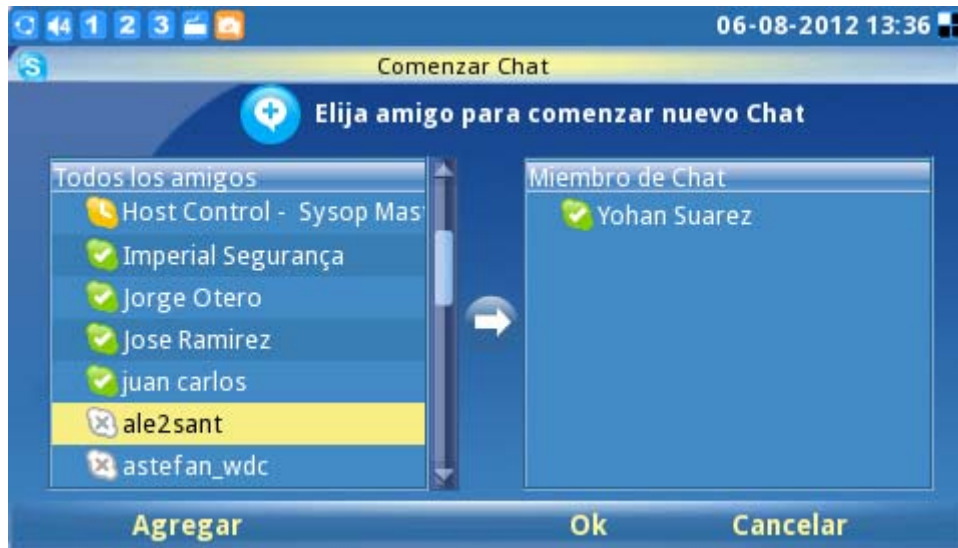 4 1 2 3 06-08-2012 13:36
S Comenzar Chat
Elija amigo para comenzar nuevo Chat
Todos los amigos
Host Control - Sysop Mas
Imperial Segurança
Jorge Otero
Jose Ramirez
juan carlos
ale2sant
astefan_wdc
Miembro de Chat
Yohan Suarez
Agregar Ok Cancelar